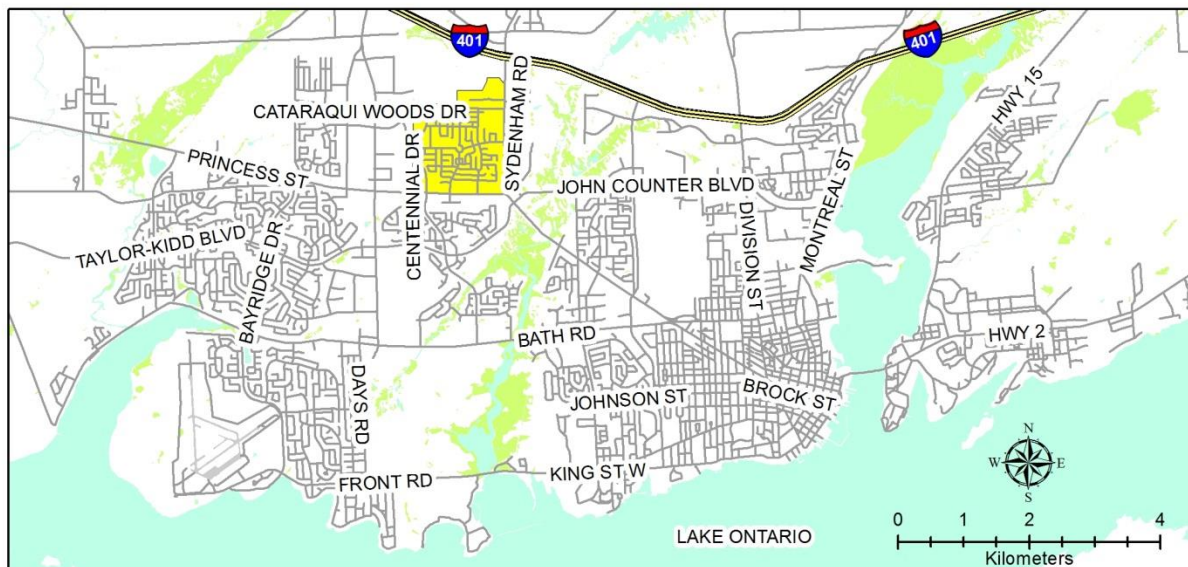 401
401
SYDENHAM RD
HWY 15
CATARAQUI WOODS DR
PRINCESS ST
CENTENNIAL DR
JOHN COUNTER BLVD
MONTREAL ST
DIVISION ST
TAYLOR-KIDD BLVD
BAYRIDGE DR
BATH RD
HWY 2
DAYS RD
JOHNSON ST
BROCK ST
FRONT RD
KING ST W
LAKE ONTARIO
N
W E
S
0 1 2 4
Kilometers